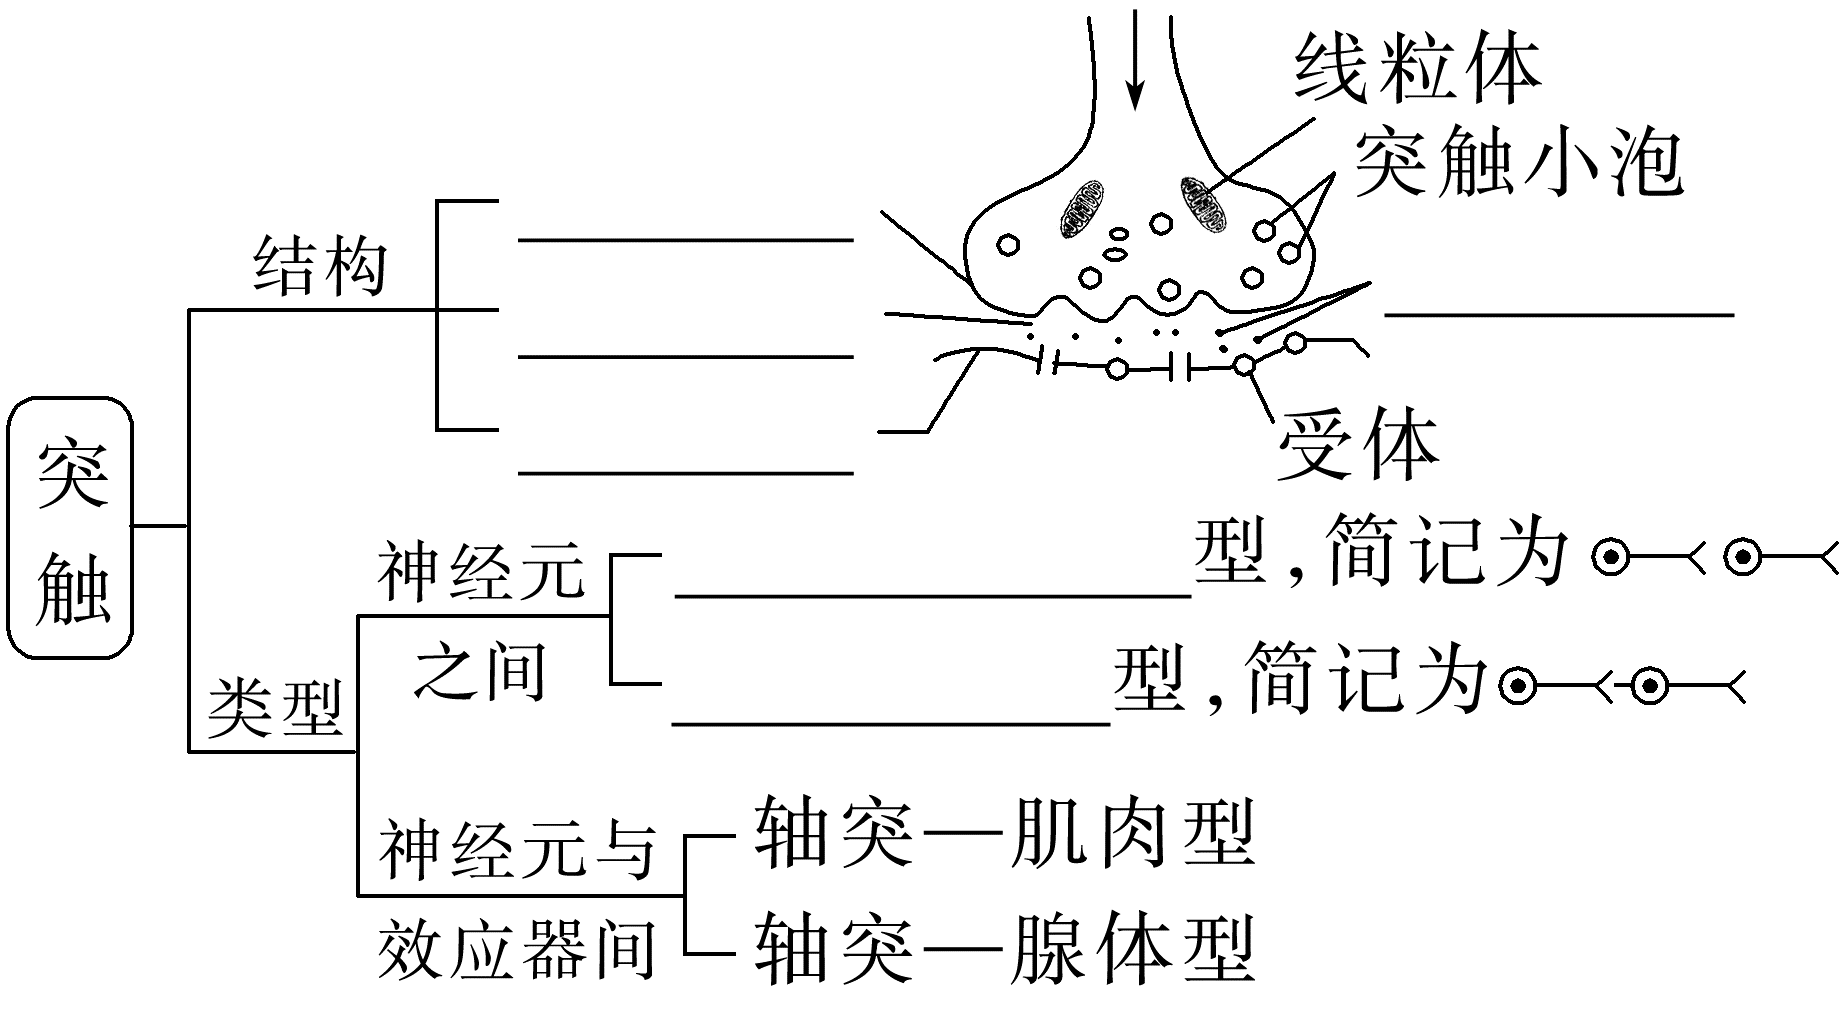 线粒体
突触小泡
结构
受体
突触
神经元
之间
型,简记为
型,简记为
类型
神经元与
效应器间
轴突—肌肉型
轴突—腺体型